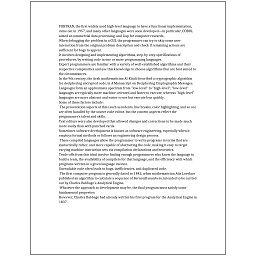 FORTRAN, the first widely used high-level language to have a functional implementation,
came out in 1957, and many other languages were soon developed—in particular, COBOL
aimed at commercial data processing, and Lisp for computer research.
When debugging the problem in a GUI, the programmer can try to skip some user
interaction from the original problem description and check if remaining actions are
sufficient for bugs to appear.
It involves designing and implementing algorithms, step-by-step specifications of
procedures, by writing code in one or more programming languages.
Expert programmers are familiar with a variety of well-established algorithms and their
respective complexities and use this knowledge to choose algorithms that are best suited to
the circumstances.
In the 9th century, the Arab mathematician Al-Kindi described a cryptographic algorithm
for deciphering encrypted code, in A Manuscript on Deciphering Cryptographic Messages.
Languages form an approximate spectrum from "low-level" to "high-level"; "low-level"
languages are typically more machine-oriented and faster to execute, whereas "high-level"
languages are more abstract and easier to use but execute less quickly.
Some of these factors include:
The presentation aspects of this (such as indents, line breaks, color highlighting, and so on)
are often handled by the source code editor, but the content aspects reflect the
programmer's talent and skills.
Text editors were also developed that allowed changes and corrections to be made much
more easily than with punched cards.
Sometimes software development is known as software engineering, especially when it
employs formal methods or follows an engineering design process.
These compiled languages allow the programmer to write programs in terms that are
syntactically richer, and more capable of abstracting the code, making it easy to target
varying machine instruction sets via compilation declarations and heuristics.
Trade-offs from this ideal involve finding enough programmers who know the language to
build a team, the availability of compilers for that language, and the efficiency with which
programs written in a given language execute.
Unreadable code often leads to bugs, inefficiencies, and duplicated code.
The first computer program is generally dated to 1843, when mathematician Ada Lovelace
published an algorithm to calculate a sequence of Bernoulli numbers, intended to be carried
out by Charles Babbage's Analytical Engine.
Whatever the approach to development may be, the final program must satisfy some
fundamental properties.
However, Charles Babbage had already written his first program for the Analytical Engine in
1837.